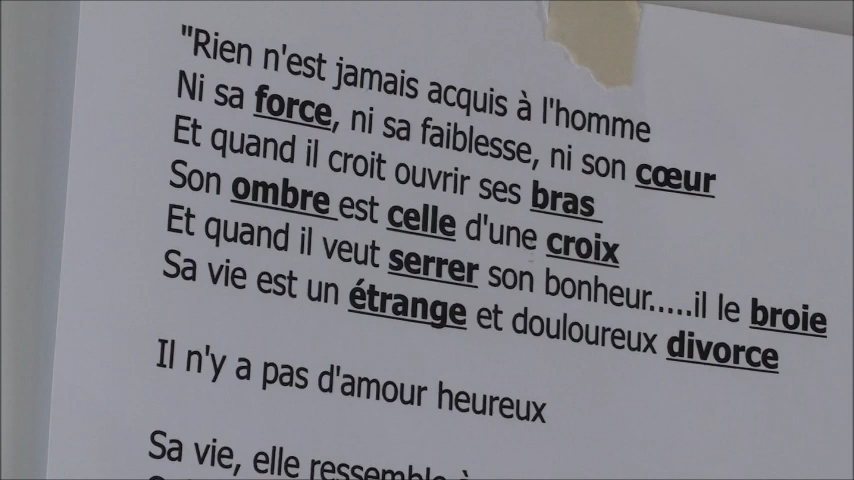 "Rien n'est jamais acquis à l'homme
Ni sa force, ni sa faiblesse, ni son cœur
Et quand il croit ouvrir ses bras
Son ombre est celle d'une croix
Et quand il veut serrer son bonheur.....il le broie
Sa vie est un étrange et douloureux divorce
Il n'y a pas d'amour heureux
Sa vie, elle ressemble à